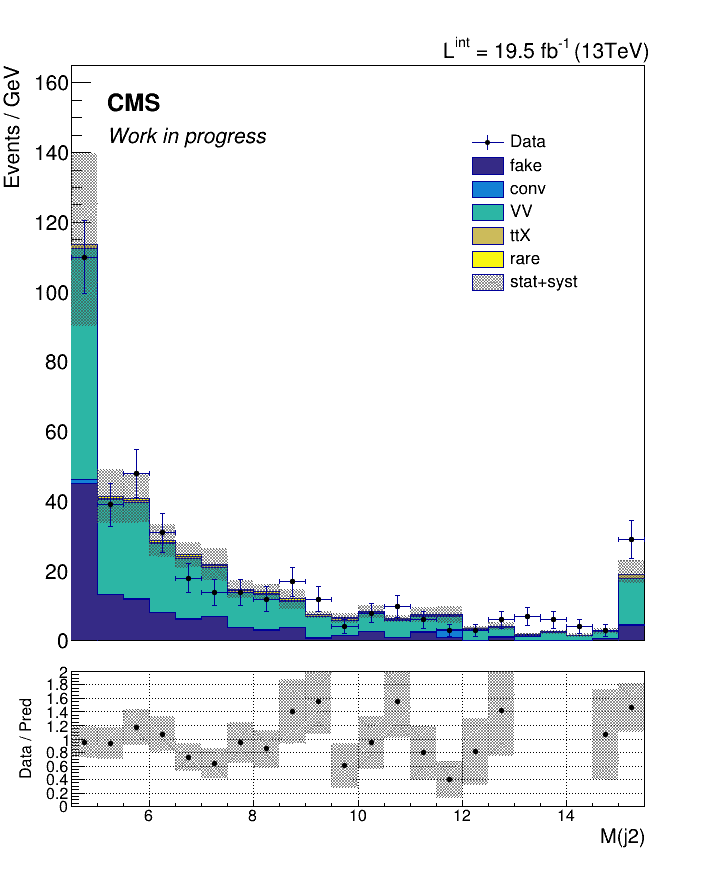 L^int = 19.5 fb^-1 (13TeV)
Events / GeV
160
140
120
100
80
60
40
20
0
CMS
Work in progress
Data
fake
conv
VV
ttX
rare
stat+syst
Data / Pred
2
1.8
1.6
1.4
1.2
1
0.8
0.6
0.4
0.2
0
6
8
10
12
14
M(j2)